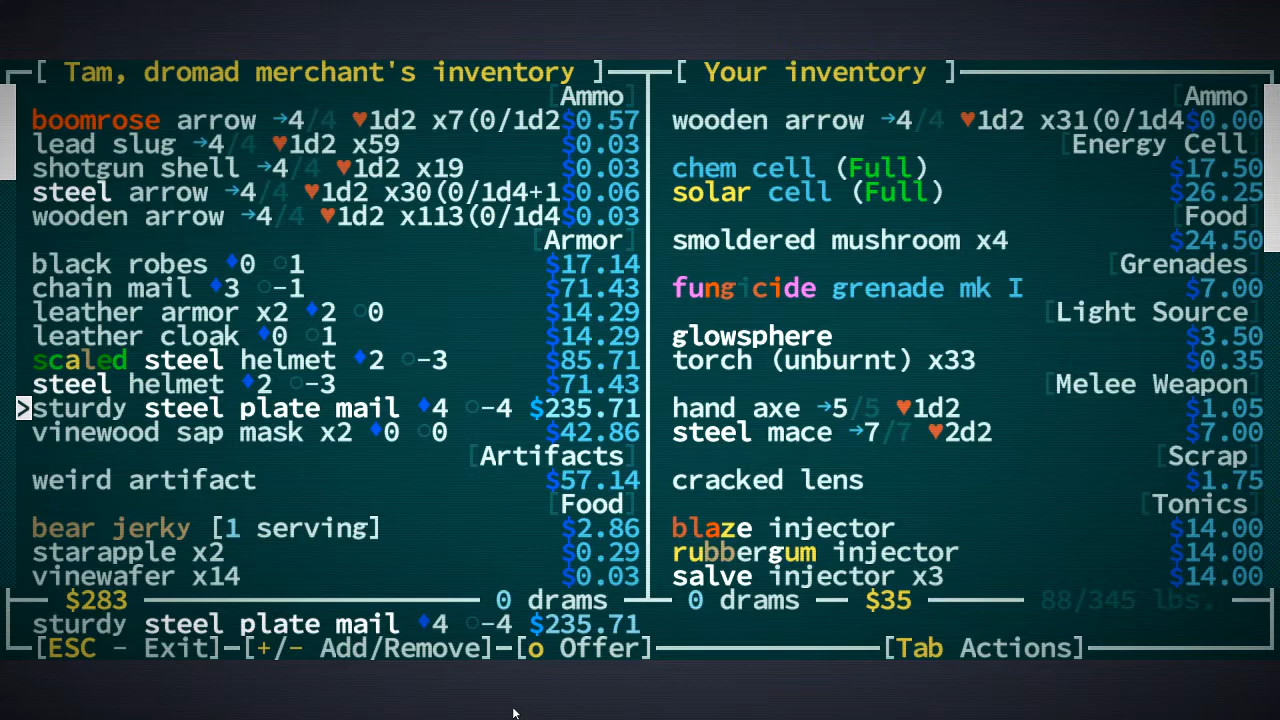 [ Tam, dromad merchant's inventory ]
[Ammo]
boomrose arrow →4/4 ♥1d2 x7(0/1d2$0.57
lead slug →4/4 ♥1d2 x59 $0.03
shotgun shell →4/4 ♥1d2 x19 $0.03
steel arrow →4/4 ♥1d2 x30(0/1d4+1$0.06
wooden arrow →4/4 ♥1d2 x113(0/1d4$0.03
[Armor]
black robes ♦0 ○1 $17.14
chain mail ♦3 ○-1 $71.43
leather armor x2 ♦2 ○0 $14.29
leather cloak ♦0 ○1 $14.29
scaled steel helmet ♦2 ○-3 $85.71
steel helmet ♦2 ○-3 $71.43
>sturdy steel plate mail ♦4 ○-4 $235.71
vinewood sap mask x2 ♦0 ○0 $42.86
[Artifacts]
weird artifact $57.14
[Food]
bear jerky [1 serving] $2.86
starapple x2 $0.29
vinewafer x14 $0.03
$283 0 drams
[ Your inventory ]
[Ammo]
wooden arrow →4/4 ♥1d2 x31(0/1d4$0.00
[Energy Cell]
chem cell (Full) $17.50
solar cell (Full) $26.25
[Food]
smoldered mushroom x4 $24.50
[Grenades]
fungicide grenade mk I $7.00
[Light Source]
glowsphere $3.50
torch (unburnt) x33 $0.35
[Melee Weapon]
hand axe →5/5 ♥1d2 $1.05
steel mace →7/7 ♥2d2 $7.00
[Scrap]
cracked lens $1.75
[Tonics]
blaze injector $14.00
rubbergum injector $14.00
salve injector x3 $14.00
0 drams $35 88/345 lbs.
sturdy steel plate mail ♦4 ○-4 $235.71
[ESC - Exit] [+/- Add/Remove] [o Offer] [Tab Actions]